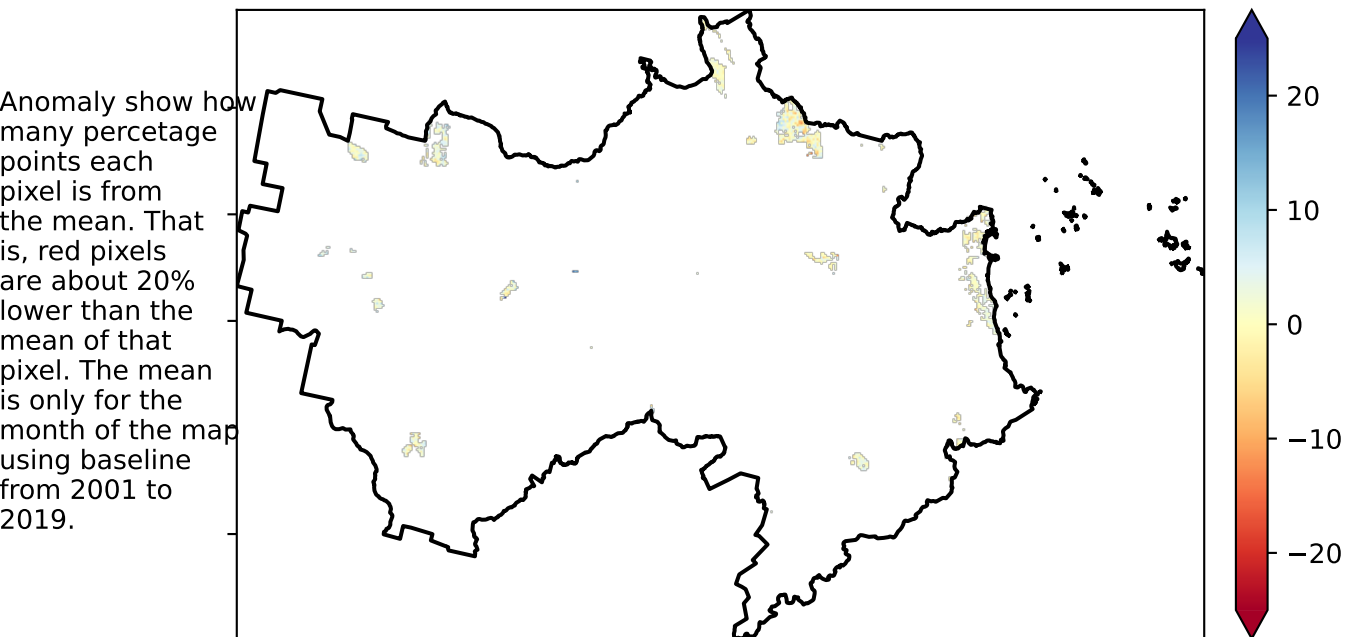 Anomaly show how
many percetage
points each
pixel is from
the mean. That
is, red pixels
are about 20%
lower than the
mean of that
pixel. The mean
is only for the
month of the map
using baseline
from 2001 to
2019.
20
10
0
−10
−20